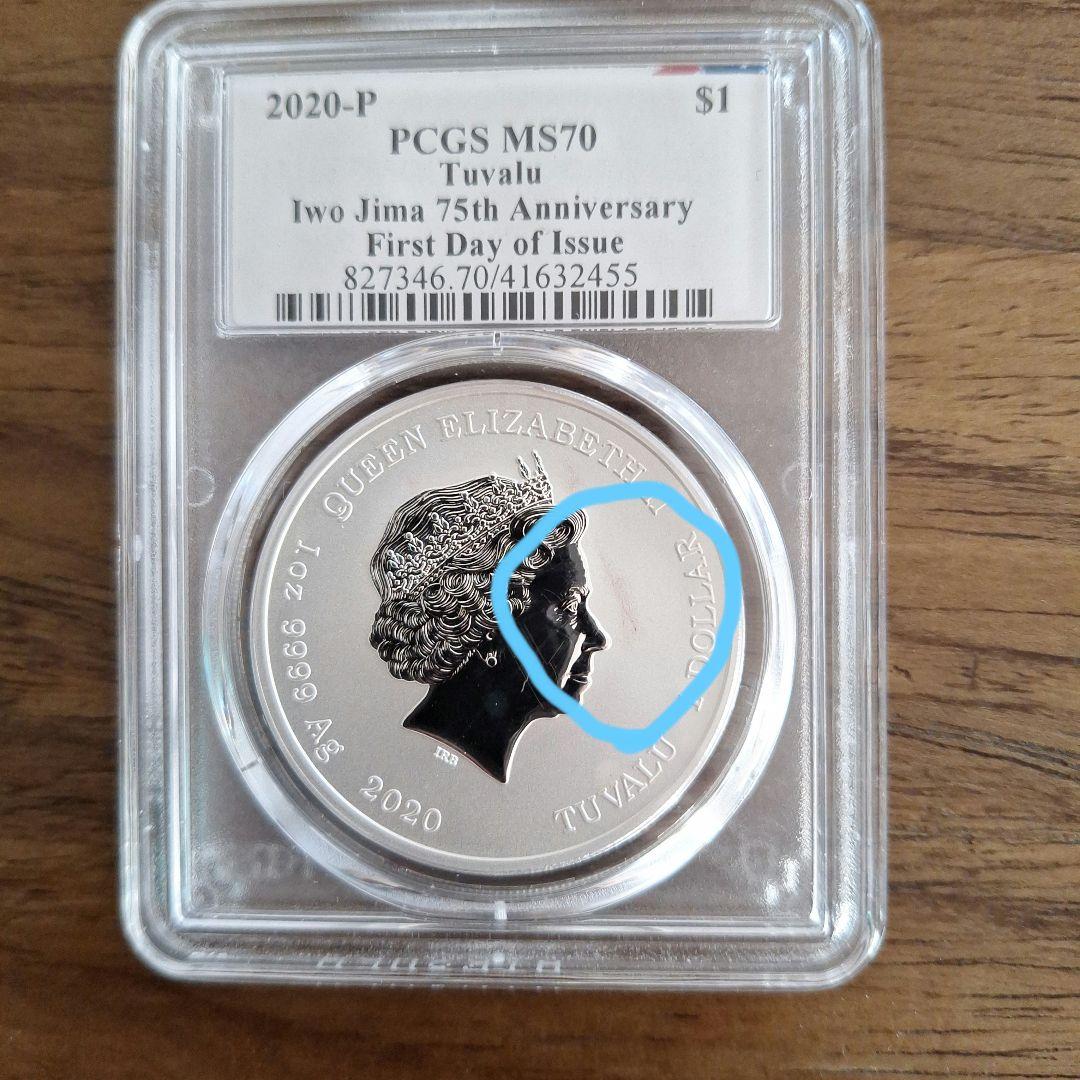 2020-P $1
PCGS MS70
Tuvalu
Iwo Jima 75th Anniversary
First Day of Issue
827346.70/41632455
QUEEN ELIZABETH II
1oz 9999 Ag 2020 TUVALU 1 DOLLAR
IRB